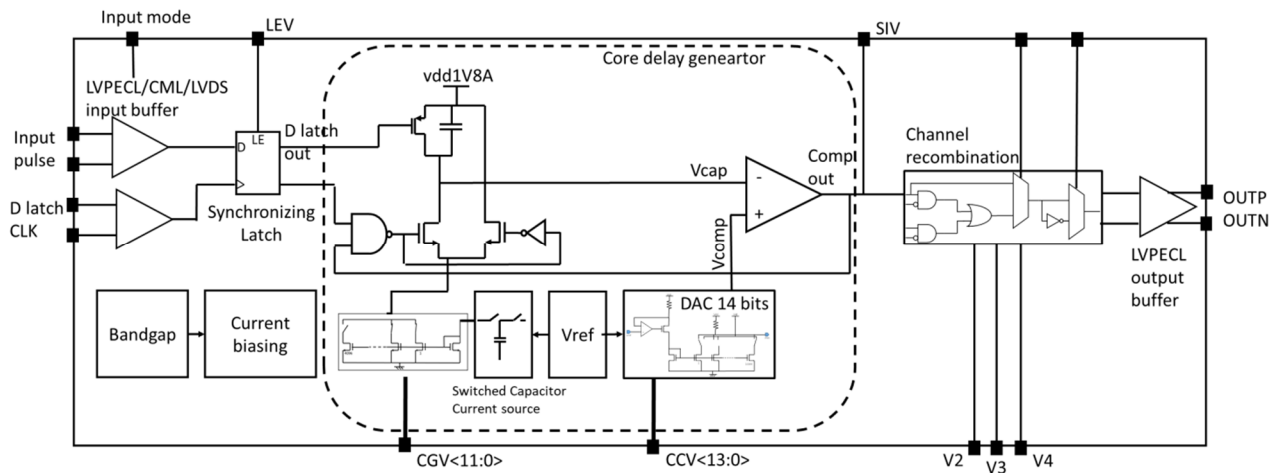 Input mode
LEV
SIV
LVPECL/CML/LVDS
input buffer
Core delay geneartor
vdd1V8A
Input
pulse
D
LE
D latch
out
Channel
recombination
Vcap
-
Comp
out
+
Vcomp
D latch
CLK
Synchronizing
Latch
OUTP
OUTN
LVPECL
output
buffer
Bandgap
Current
biasing
Vref
DAC 14 bits
Switched Capacitor
Current source
CGV<11:0>
CCV<13:0>
V2
V3
V4